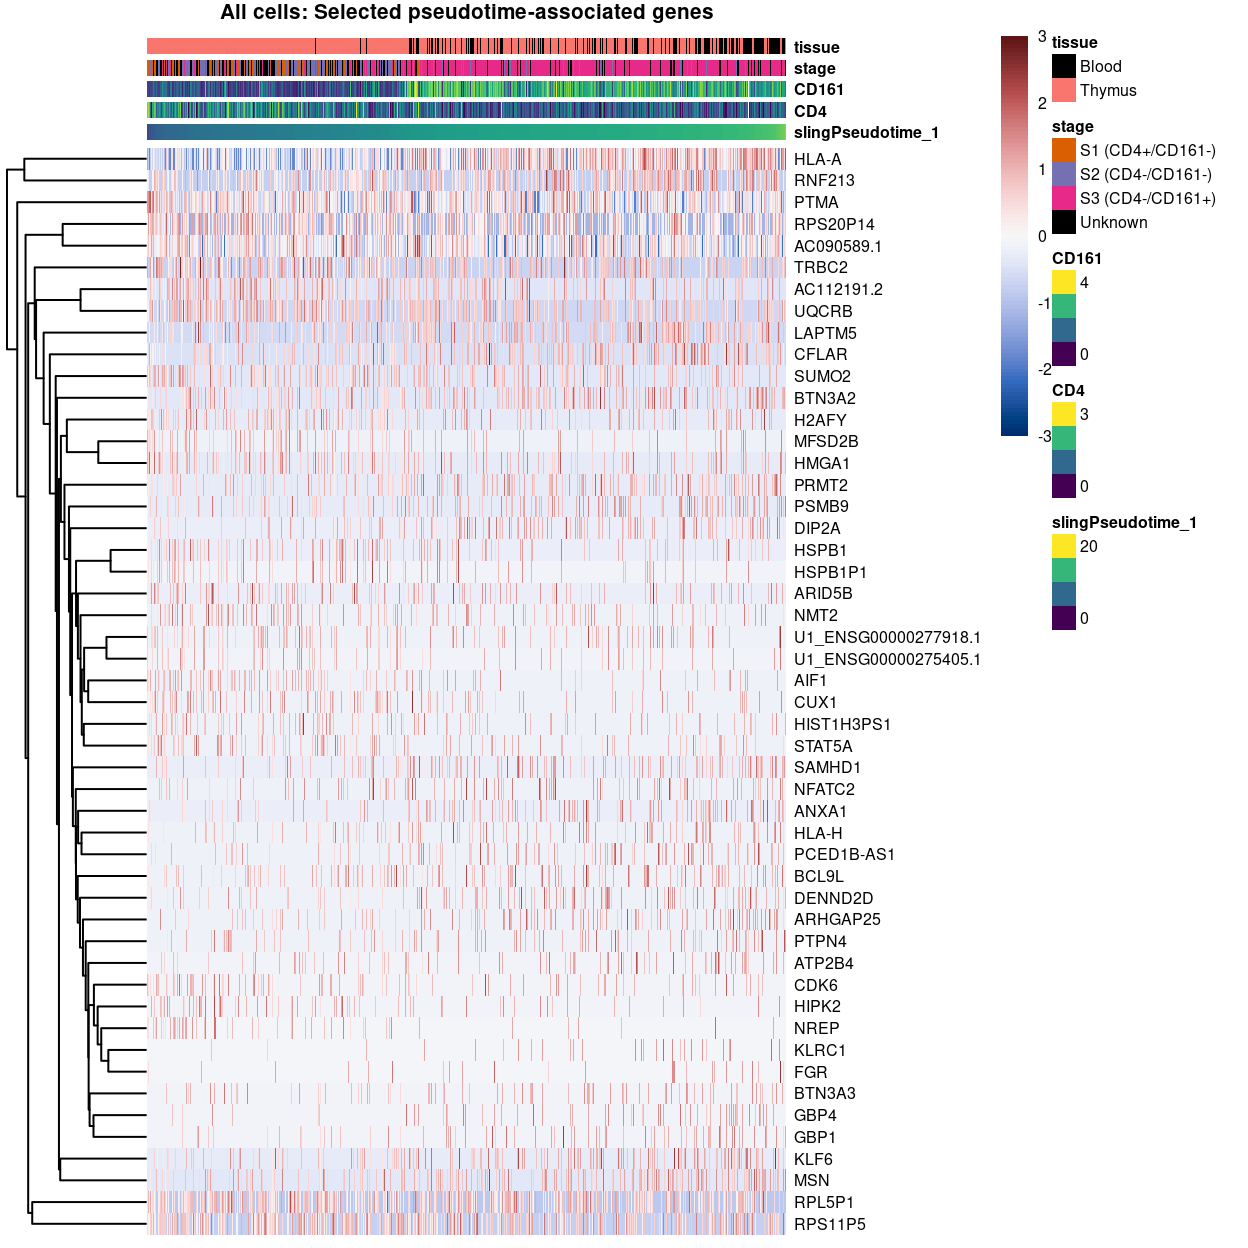 All cells: Selected pseudotime-associated genes
tissue
stage
CD161
CD4
slingPseudotime_1
HLA-A
RNF213
PTMA
RPS20P14
AC090589.1
TRBC2
AC112191.2
UQCRB
LAPTM5
CFLAR
SUMO2
BTN3A2
H2AFY
MFSD2B
HMGA1
PRMT2
PSMB9
DIP2A
HSPB1
HSPB1P1
ARID5B
NMT2
U1_ENSG00000277918.1
U1_ENSG00000275405.1
AIF1
CUX1
HIST1H3PS1
STAT5A
SAMHD1
NFATC2
ANXA1
HLA-H
PCED1B-AS1
BCL9L
DENND2D
ARHGAP25
PTPN4
ATP2B4
CDK6
HIPK2
NREP
KLRC1
FGR
BTN3A3
GBP4
GBP1
KLF6
MSN
RPL5P1
RPS11P5
3
2
1
0
-1
-2
-3
tissue
Blood
Thymus
stage
S1 (CD4+/CD161-)
S2 (CD4-/CD161-)
S3 (CD4-/CD161+)
Unknown
CD161
4
0
CD4
3
0
slingPseudotime_1
20
0